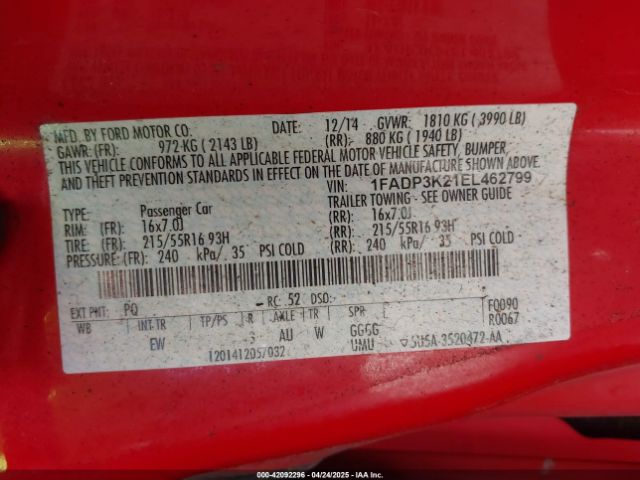 MFD. BY FORD MOTOR CO. DATE: 12/14 GVWR: 1810 KG ( 3990 LB)
GAWR: (FR): 972 KG ( 2143 LB) (RR): 880 KG ( 1940 LB)
THIS VEHICLE CONFORMS TO ALL APPLICABLE FEDERAL MOTOR VEHICLE SAFETY, BUMPER,
AND THEFT PREVENTION STANDARDS IN EFFECT ON THE DATE OF MANUFACTURE SHOWN ABOVE.
VIN: 1FADP3K21EL462799
TYPE: Passenger Car TRAILER TOWING - SEE OWNER GUIDE
RIM: (FR): 16x7.0J (RR): 16x7.0J
TIRE: (FR): 215/55R16 93H (RR): 215/55R16 93H
PRESSURE: (FR): 240 kPa/ 35 PSI COLD (RR): 240 kPa/ 35 PSI COLD
EXT PNT: PQ RC: 52 DSO: F0090
WB INT TR TP/PS R AXLE TR SPR R0067
EW AU W GGGG
1201412057032 UMU 5U5A-3520472-AA
000-42092296 - 04/24/2025 - IAA Inc.